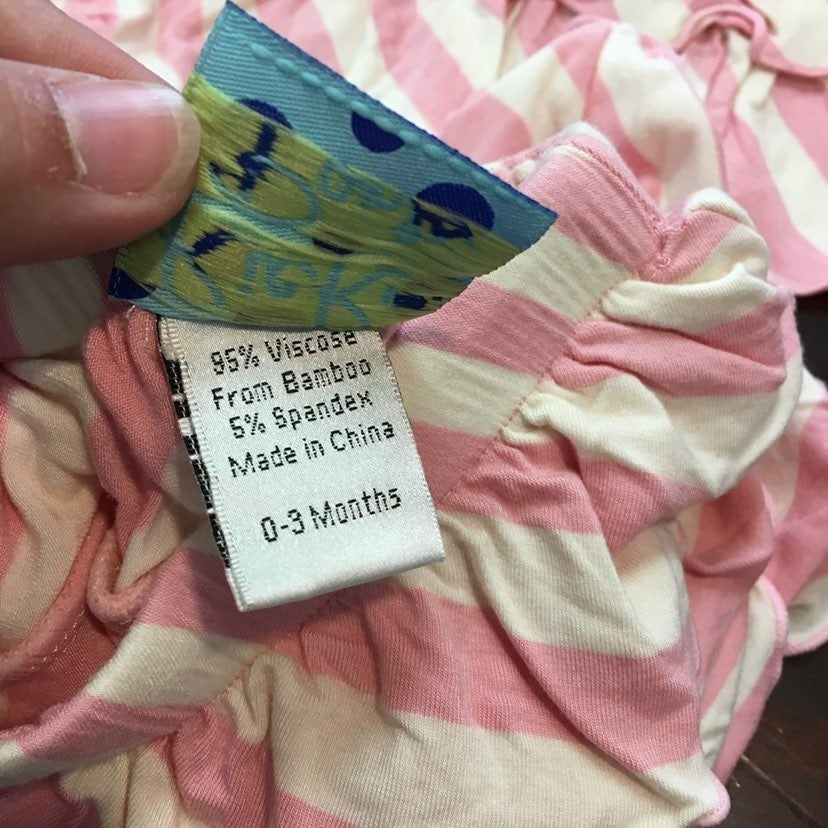 95% Viscose
From Bamboo
5% Spandex
Made in China
0-3 Months